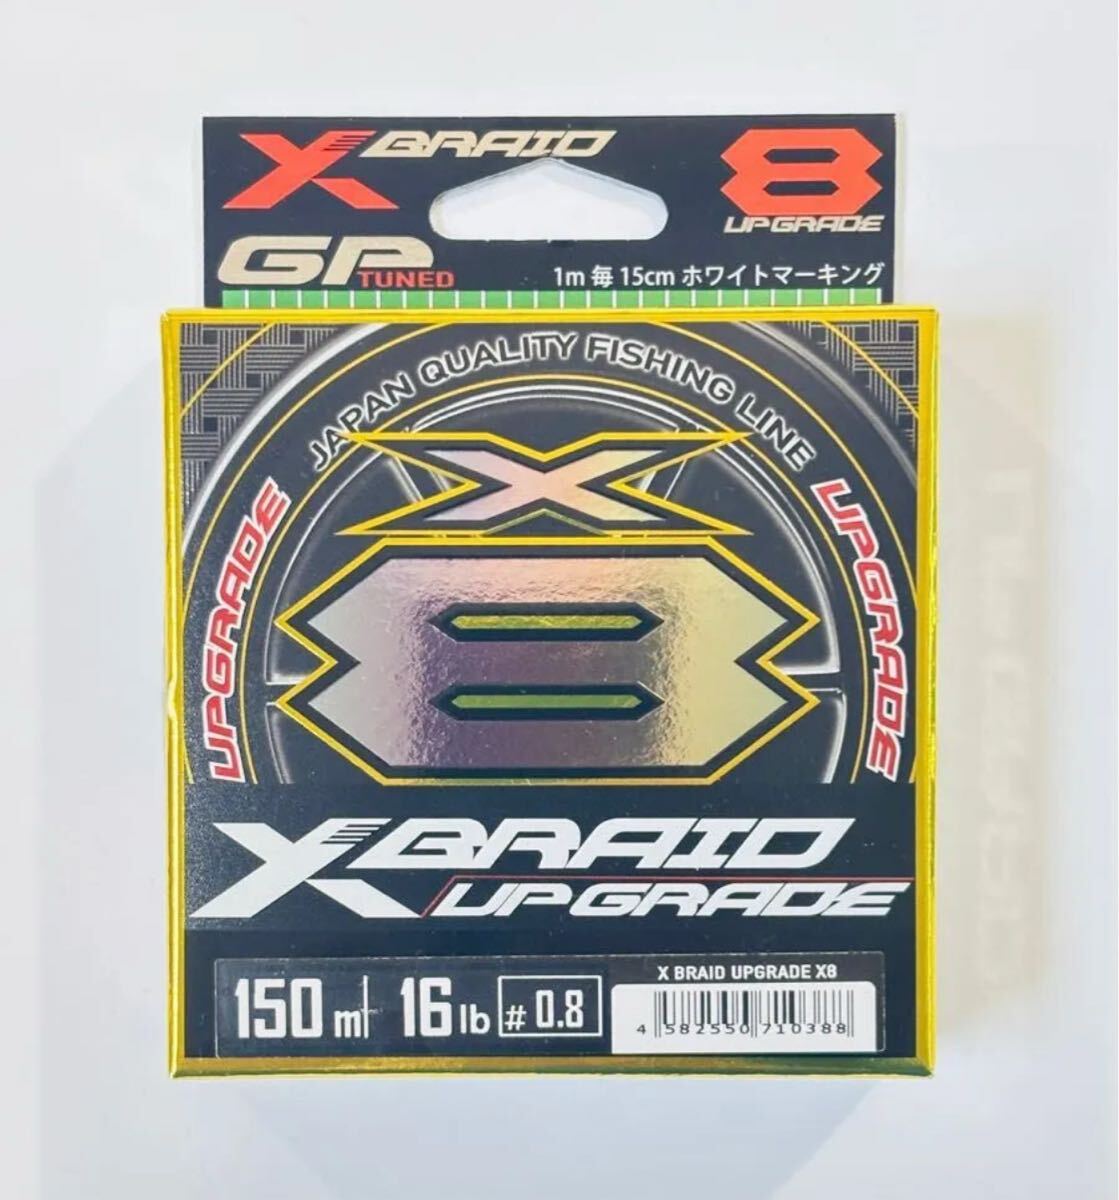 X BRAID
8
UPGRADE
GP TUNED
1m 毎 15cm ホワイトマーキング
JAPAN QUALITY FISHING LINE
UPGRADE
UPGRADE
X
8
X BRAID
UPGRADE
150m 16lb #0.8
X BRAID UPGRADE X8
4 582550 710388